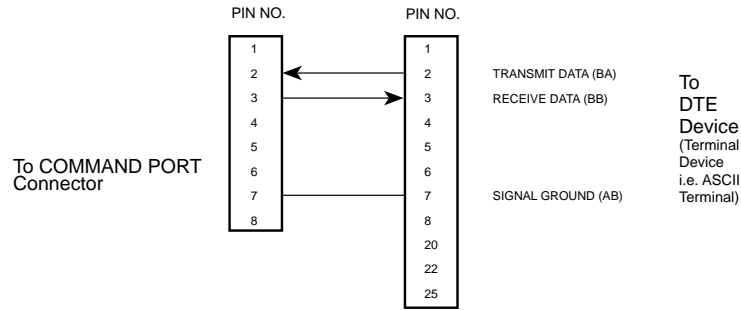 PIN NO. PIN NO.
1 1
2 2 TRANSMIT DATA (BA)
3 3 RECEIVE DATA (BB)
4 4
5 5
6 6
7 7 SIGNAL GROUND (AB)
8 8
20
22
25
To COMMAND PORT
Connector
To
DTE
Device
(Terminal
Device
i.e. ASCII
Terminal)